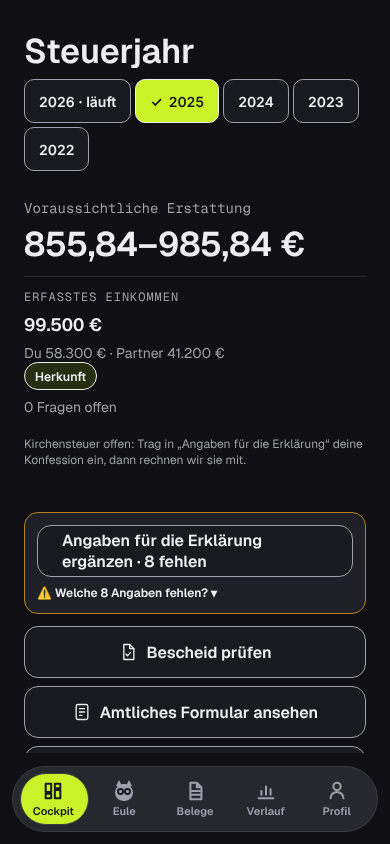 Steuerjahr
2026 · läuft
✓ 2025
2024
2023
2022
Voraussichtliche Erstattung
855,84–985,84 €
ERFASSTES EINKOMMEN
99.500 €
Du 58.300 € · Partner 41.200 €
Herkunft
0 Fragen offen
Kirchensteuer offen: Trag in „Angaben für die Erklärung“ deine
Konfession ein, dann rechnen wir sie mit.
Angaben für die Erklärung
ergänzen · 8 fehlen
⚠️ Welche 8 Angaben fehlen? ▾
Bescheid prüfen
Amtliches Formular ansehen
Cockpit
Eule
Belege
Verlauf
Profil